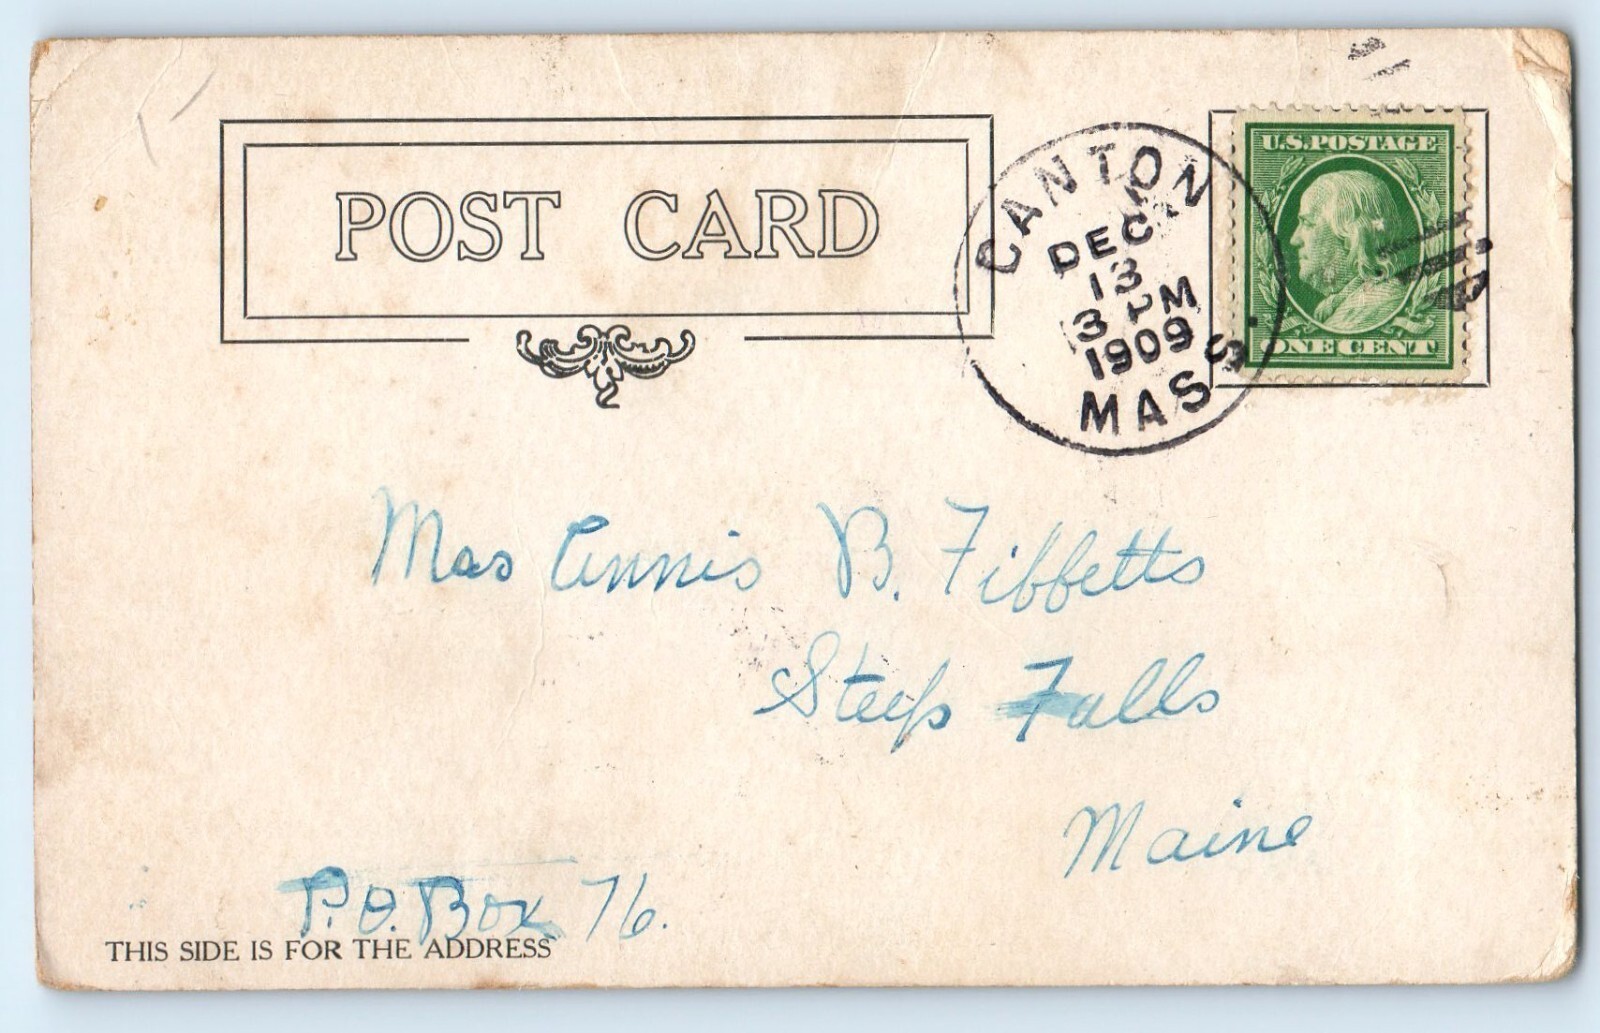 POST CARD
U.S. POSTAGE
ONE CENT
CANTON
DEC
13
3 PM
1909
MASS.
Mrs Annis B. Tibbetts
Steep Falls
Maine
P.O. Box 76.
THIS SIDE IS FOR THE ADDRESS